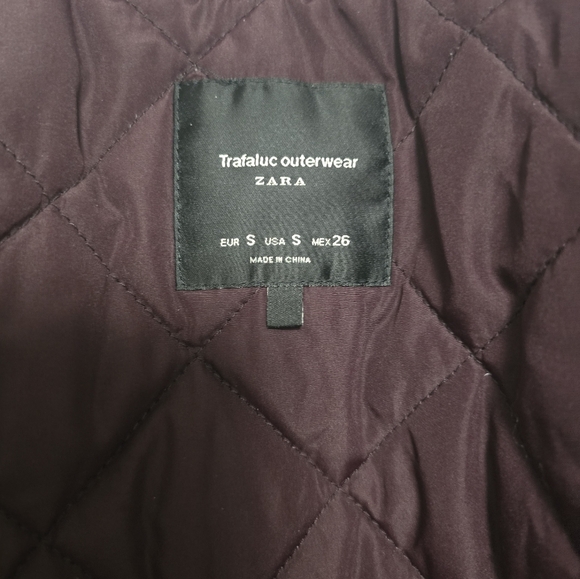 Trafaluc outerwear
ZARA
EUR S USA S MEX 26
MADE IN CHINA